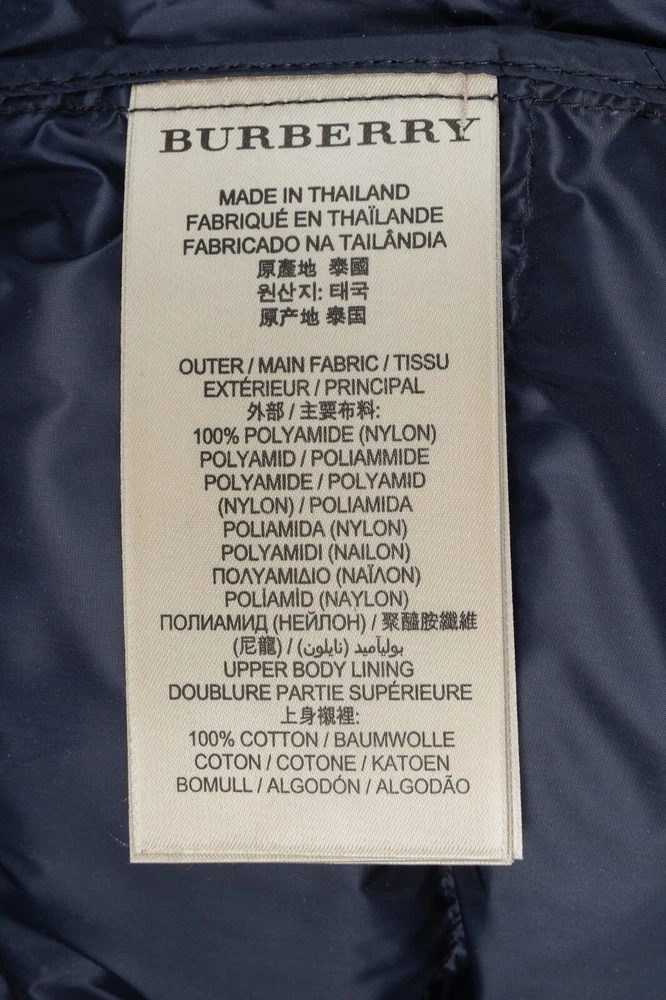 BURBERRY
MADE IN THAILAND
FABRIQUÉ EN THAÏLANDE
FABRICADO NA TAILÂNDIA
原產地 泰國
원산지: 태국
原产地 泰国
OUTER / MAIN FABRIC / TISSU
EXTÉRIEUR / PRINCIPAL
外部 / 主要布料:
100% POLYAMIDE (NYLON)
POLYAMID / POLIAMMIDE
POLYAMIDE / POLYAMID
(NYLON) / POLIAMIDA
POLIAMIDA (NYLON)
POLYAMIDI (NAILON)
ΠΟΛΥΑΜΙΔΙΟ (ΝΑΪΛΟΝ)
POLİAMİD (NAYLON)
ПОЛИАМИД (НЕЙЛОН) / 聚醯胺纖維
(尼龍) / بولياميد (نايلون)
UPPER BODY LINING
DOUBLURE PARTIE SUPÉRIEURE
上身襯裡:
100% COTTON / BAUMWOLLE
COTON / COTONE / KATOEN
BOMULL / ALGODÓN / ALGODÃO